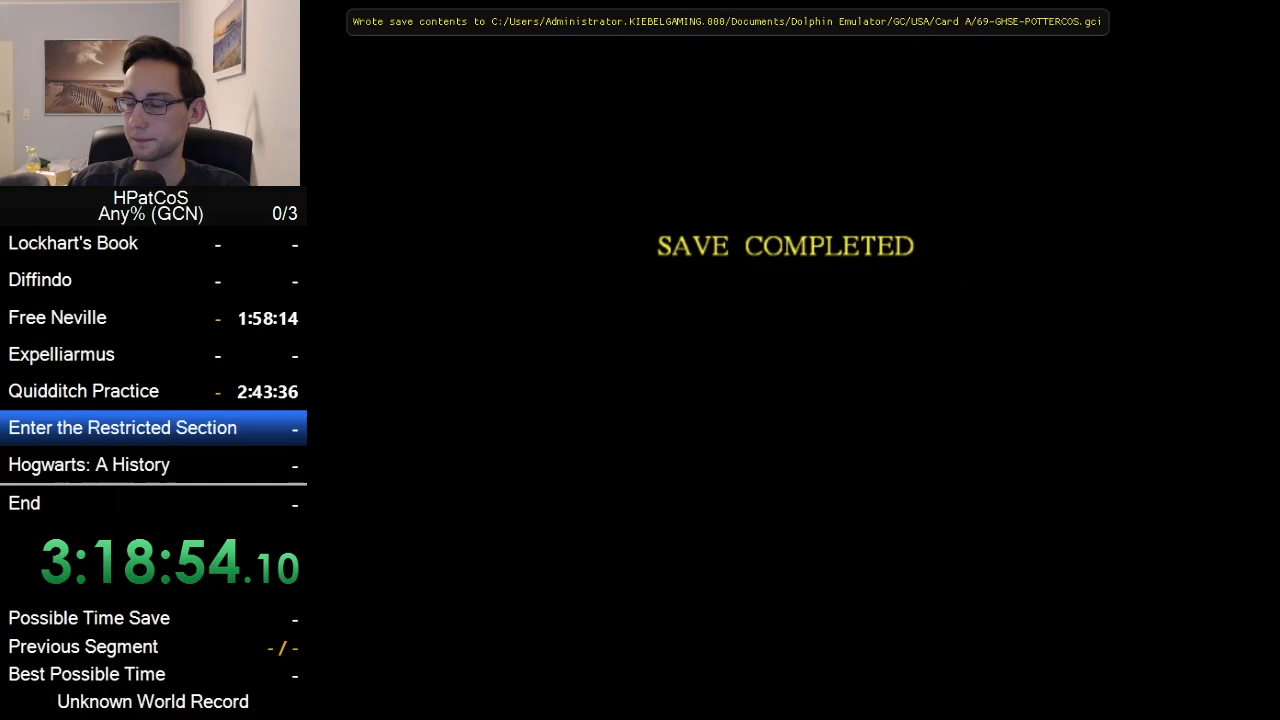 Wrote save contents to C:/Users/Administrator.KIEBELGAMING.000/Documents/Dolphin Emulator/GC/USA/Card A/69-GHSE-POTTERCOS.gci
SAVE COMPLETED
HPatCoS
Any% (GCN) 0/3
Lockhart's Book - -
Diffindo - -
Free Neville - 1:58:14
Expelliarmus - -
Quidditch Practice - 2:43:36
Enter the Restricted Section -
Hogwarts: A History -
End -
3:18:54.10
Possible Time Save -
Previous Segment - / -
Best Possible Time -
Unknown World Record